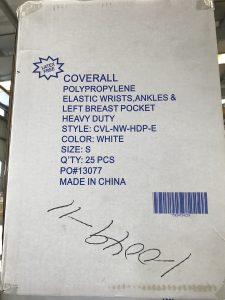 LATEX FREE
COVERALL
POLYPROPYLENE
ELASTIC WRISTS,ANKLES &
LEFT BREAST POCKET
HEAVY DUTY
STYLE: CVL-NW-HDP-E
COLOR: WHITE
SIZE: S
Q'TY: 25 PCS
PO#13077
MADE IN CHINA